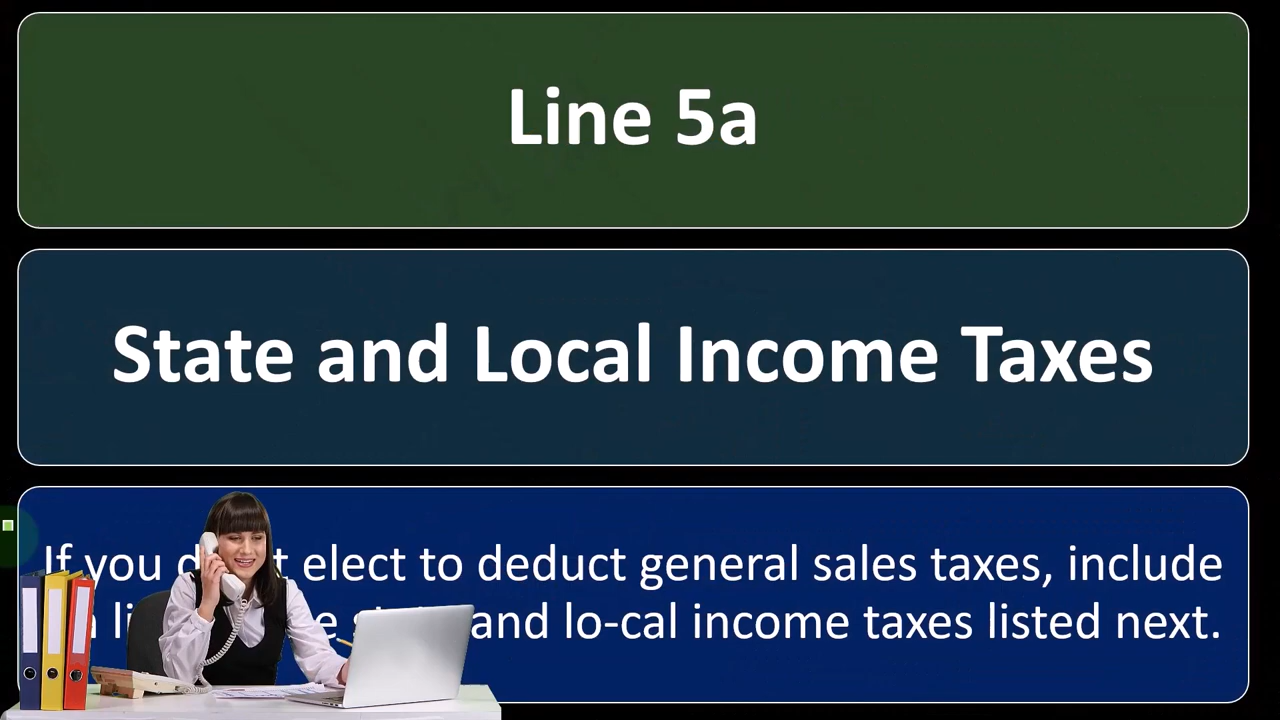 Line 5a
State and Local Income Taxes
If you elect to deduct general sales taxes, include
and lo-cal income taxes listed next.